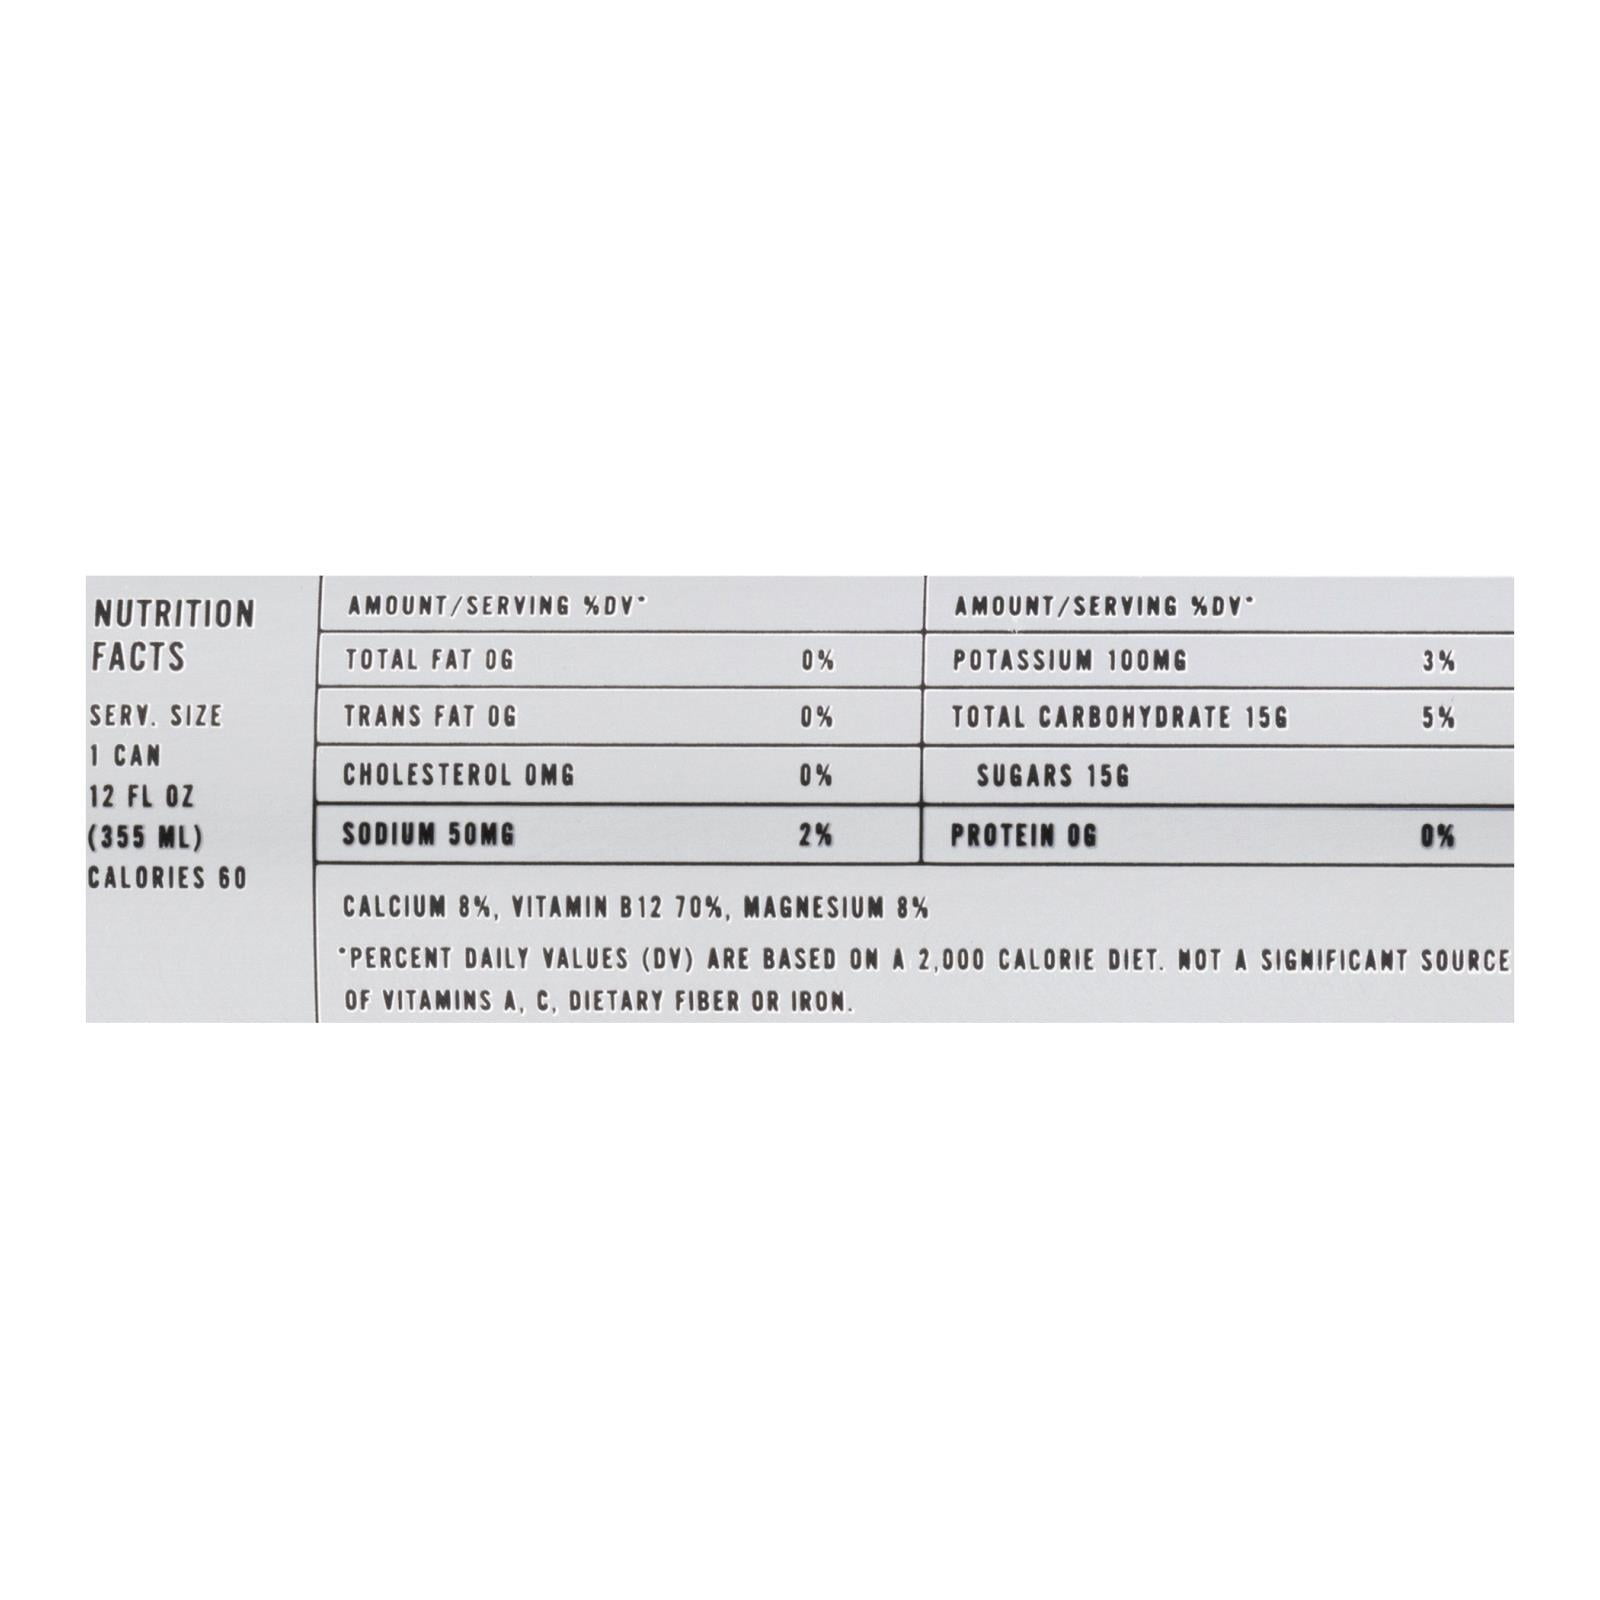 NUTRITION
FACTS
SERV. SIZE
1 CAN
12 FL OZ
(355 ML)
CALORIES 60
AMOUNT/SERVING %DV*
TOTAL FAT 0G 0%
TRANS FAT 0G 0%
CHOLESTEROL 0MG 0%
SODIUM 50MG 2%
AMOUNT/SERVING %DV*
POTASSIUM 100MG 3%
TOTAL CARBOHYDRATE 15G 5%
SUGARS 15G
PROTEIN 0G 0%
CALCIUM 8%, VITAMIN B12 70%, MAGNESIUM 8%
*PERCENT DAILY VALUES (DV) ARE BASED ON A 2,000 CALORIE DIET. NOT A SIGNIFICANT SOURCE
OF VITAMINS A, C, DIETARY FIBER OR IRON.